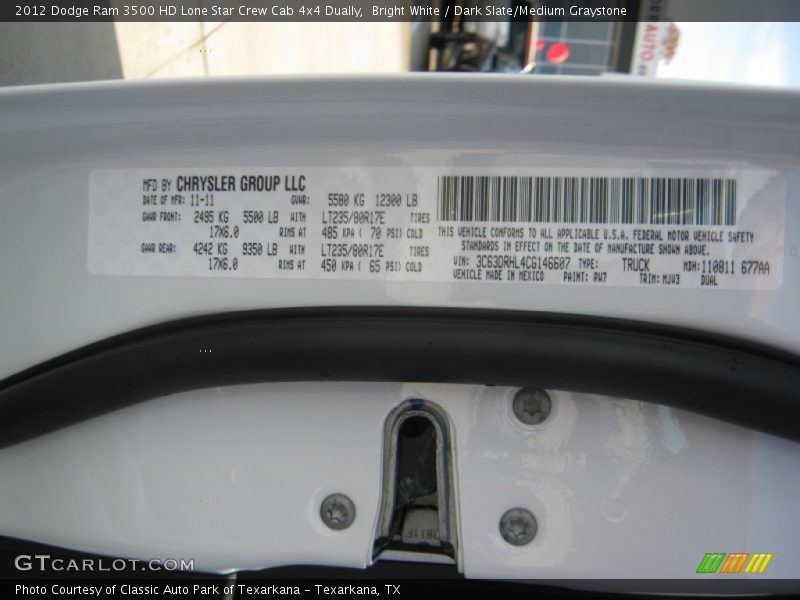 2012 Dodge Ram 3500 HD Lone Star Crew Cab 4x4 Dually,  Bright White / Dark Slate/Medium Graystone
AUTO
MFD BY CHRYSLER GROUP LLC
DATE OF MFR: 11-11 GVWR: 5580 KG 12300 LB
GAWR FRONT: 2495 KG 5500 LB WITH LT235/80R17E TIRES
17X6.0 RIMS AT 485 KPA ( 70 PSI) COLD
GAWR REAR: 4242 KG 9350 LB WITH LT235/80R17E TIRES
17X6.0 RIMS AT 450 KPA ( 65 PSI) COLD
THIS VEHICLE CONFORMS TO ALL APPLICABLE U.S.A. FEDERAL MOTOR VEHICLE SAFETY
STANDARDS IN EFFECT ON THE DATE OF MANUFACTURE SHOWN ABOVE.
VIN: 3C63DRHL4CG146607 TYPE: TRUCK MDH: 110811 677AA
VEHICLE MADE IN MEXICO PAINT: PW7 TRIM: MJV3 DUAL
GTCARLOT.COM
Photo Courtesy of Classic Auto Park of Texarkana - Texarkana, TX